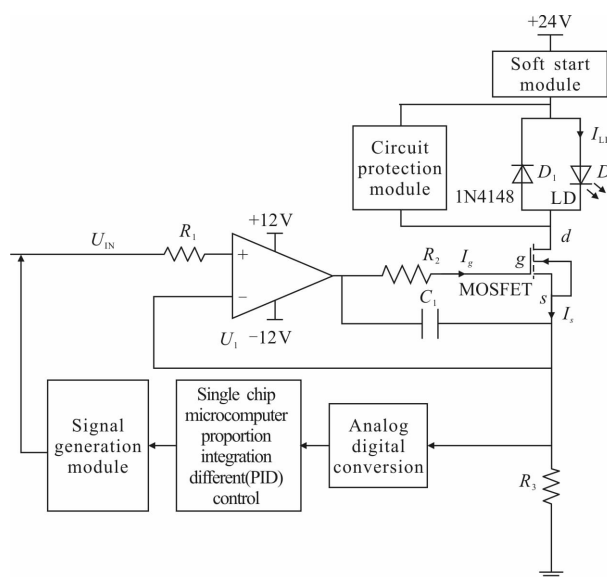 +24V
Soft start
module
I_LD
Circuit
protection
module
D_1
D
1N4148
LD
d
U_IN
R_1
+12V
+
−
U_1
−12V
R_2
I_g
g
MOSFET
s
I_s
C_1
Signal
generation
module
Single chip
microcomputer
proportion
integration
different(PID)
control
Analog
digital
conversion
R_3